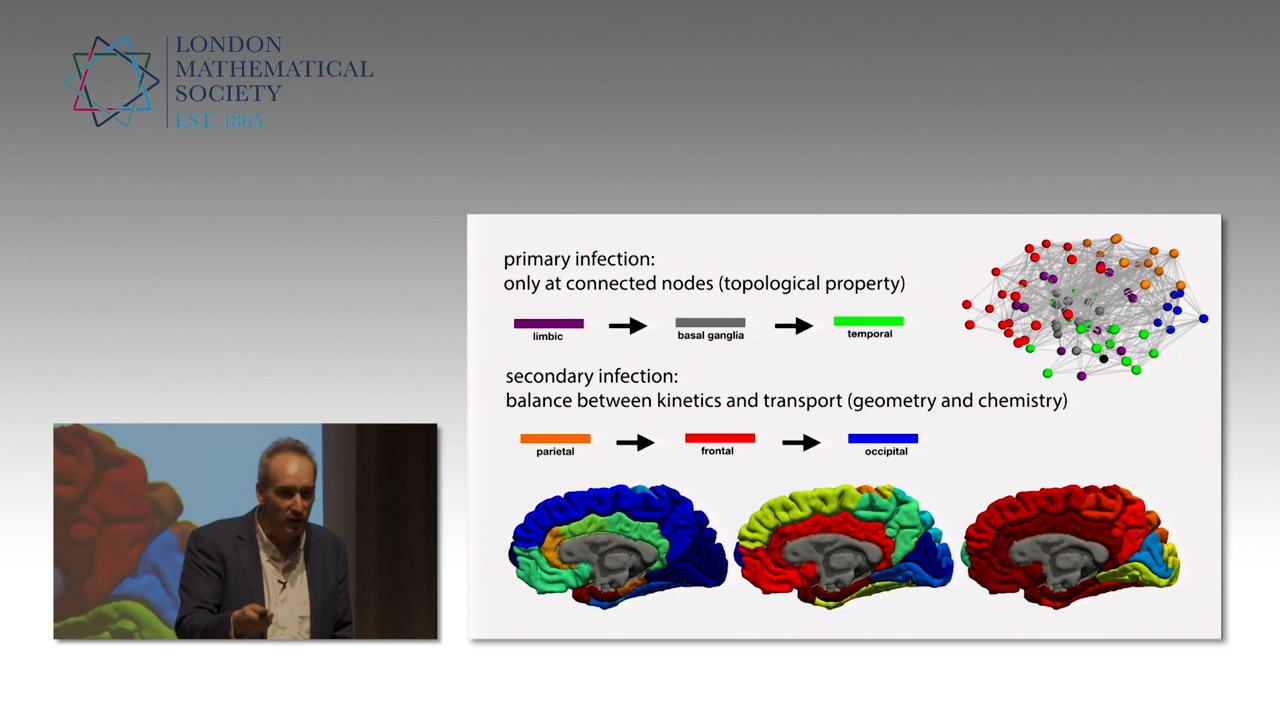 LONDON
MATHEMATICAL
SOCIETY
EST. 1865
primary infection:
only at connected nodes (topological property)
limbic
basal ganglia
temporal
secondary infection:
balance between kinetics and transport (geometry and chemistry)
parietal
frontal
occipital